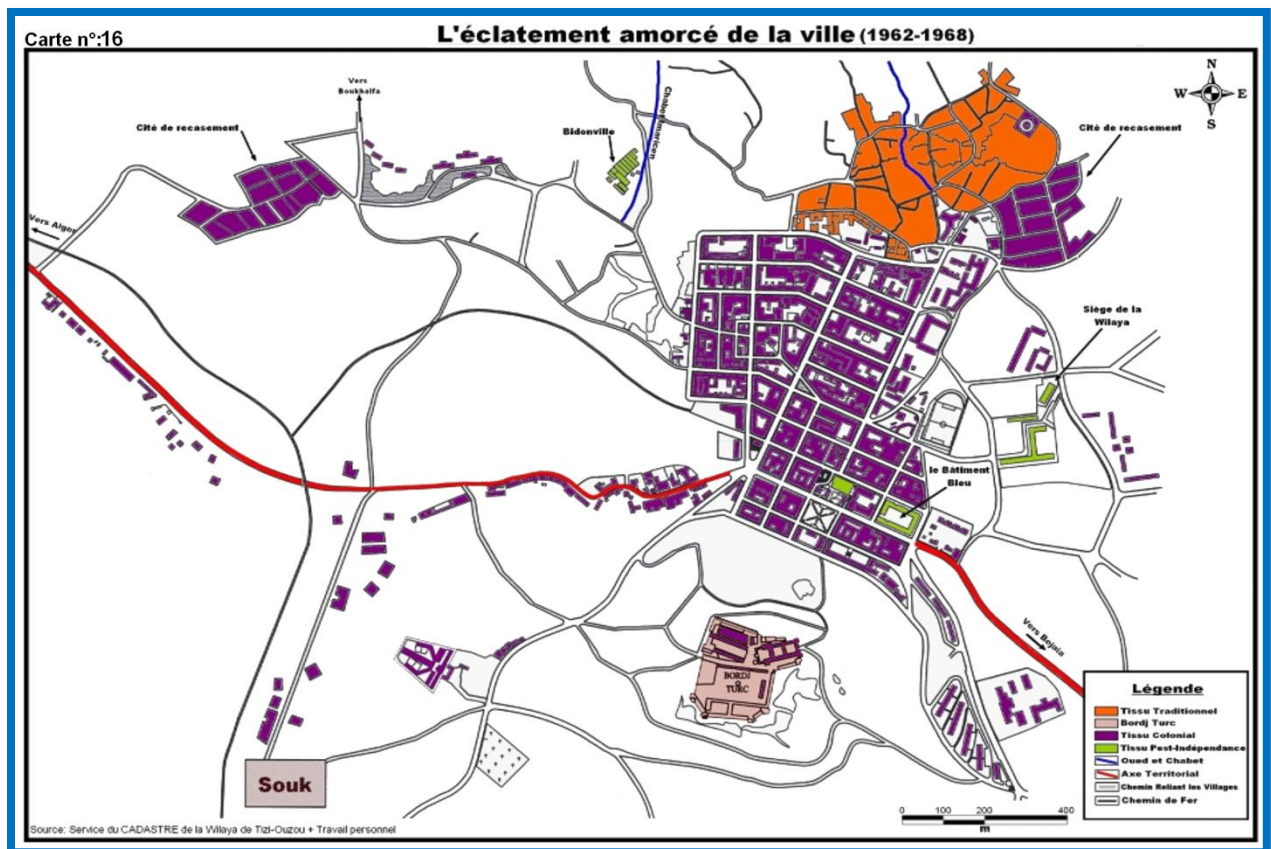 Carte n°:16
L'éclatement amorcé de la ville (1962-1968)
N
W E
S
Vers
Boukhalfa
Cité de recasement
Bidonville
Cité de recasement
Vers Alger
Siège de la
Wilaya
le Bâtiment
Bleu
Vers Bejaia
BORDJ
TURC
Souk
Légende
Tissu Traditionnel
Bordj Turc
Tissu Colonial
Tissu Post-Indépendance
Oued et Chabet
Axe Territorial
Chemin Reliant les Villages
Chemin de Fer
0 100 200 400
m
Source: Service du CADASTRE de la Wilaya de Tizi-Ouzou + Travail personnel